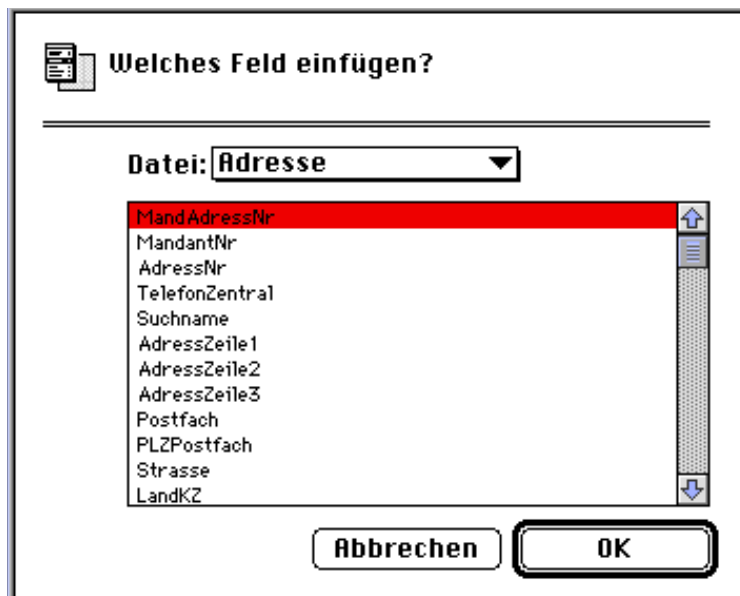 Welches Feld einfügen?
Datei: Adresse
MandAdressNr
MandantNr
AdressNr
TelefonZentral
Suchname
AdressZeile1
AdressZeile2
AdressZeile3
Postfach
PLZPostfach
Strasse
LandKZ
Abbrechen OK